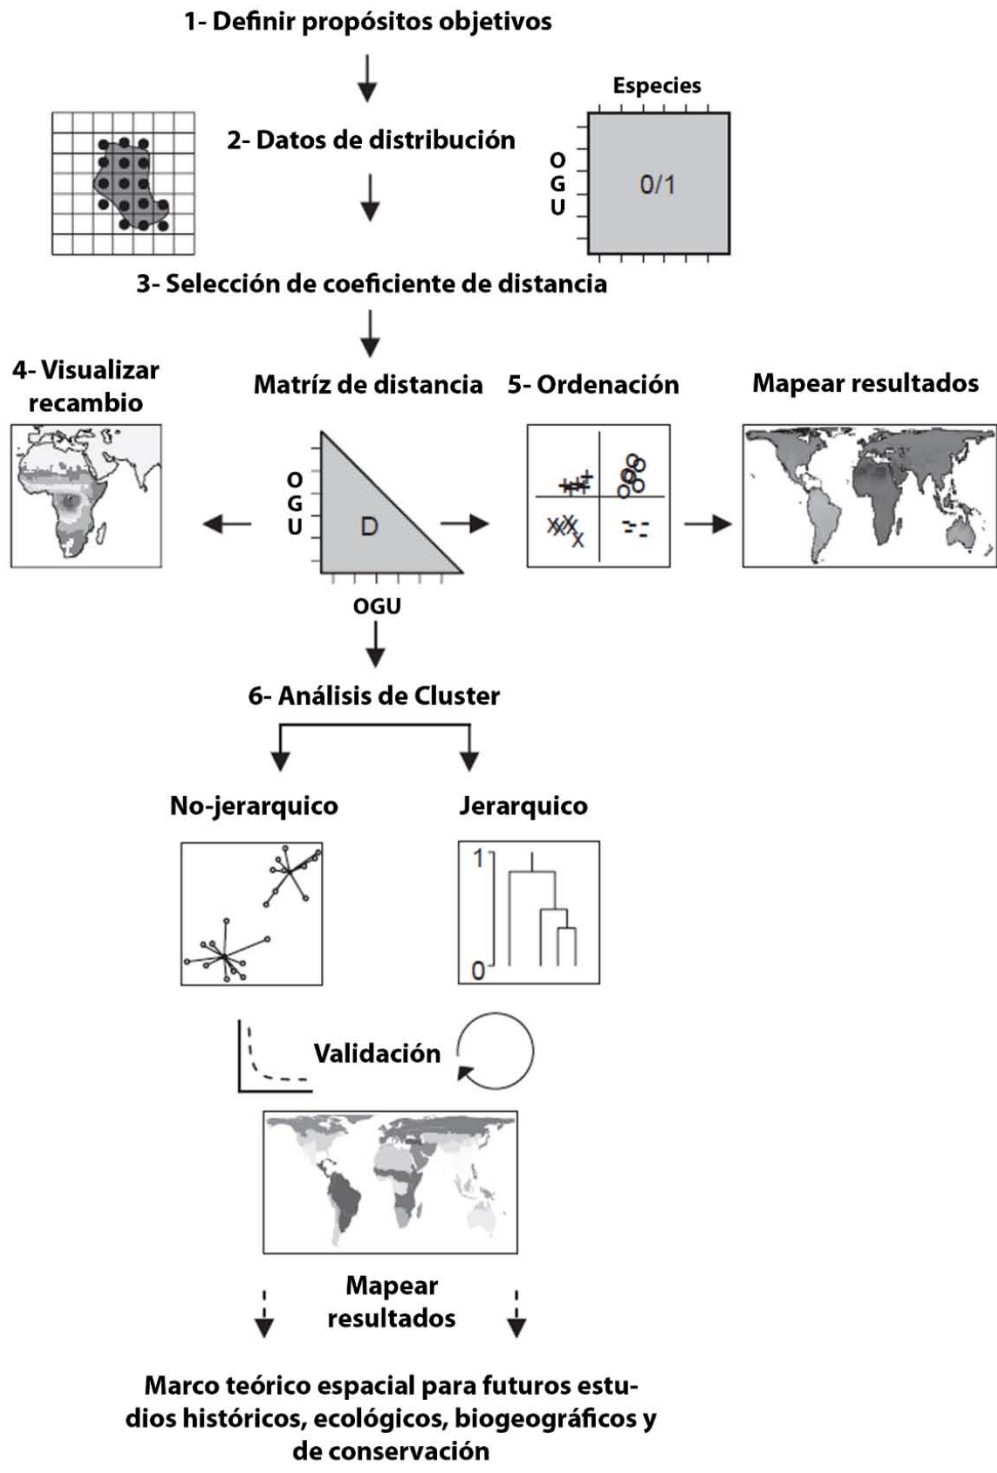 1- Definir propósitos objetivos
Especies
2- Datos de distribución
O
G
U
0/1
3- Selección de coeficiente de distancia
4- Visualizar
recambio
Matríz de distancia
5- Ordenación
Mapear resultados
O
G
U
D
OGU
6- Análisis de Cluster
No-jerarquico
Jerarquico
1
0
Validación
Mapear
resultados
Marco teórico espacial para futuros estu-
dios históricos, ecológicos, biogeográficos y
de conservación